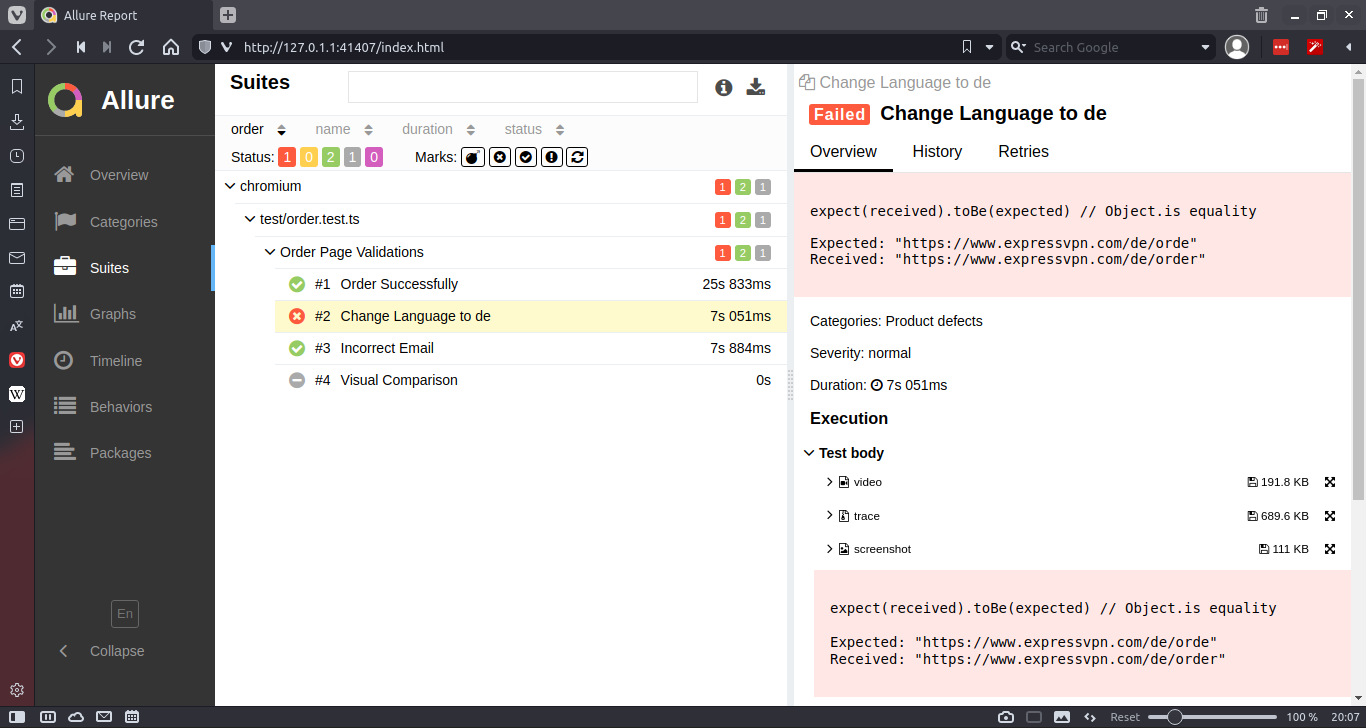 Allure Report
http://127.0.1.1:41407/index.html
Search Google
Allure
Overview
Categories
Suites
Graphs
Timeline
Behaviors
Packages
En
Collapse
Suites
order name duration status
Status: 1 0 2 1 0 Marks:
chromium 1 2 1
test/order.test.ts 1 2 1
Order Page Validations 1 2 1
#1 Order Successfully 25s 833ms
#2 Change Language to de 7s 051ms
#3 Incorrect Email 7s 884ms
#4 Visual Comparison 0s
Change Language to de
Failed Change Language to de
Overview History Retries
expect(received).toBe(expected) // Object.is equality
Expected: "https://www.expressvpn.com/de/orde"
Received: "https://www.expressvpn.com/de/order"
Categories: Product defects
Severity: normal
Duration: 7s 051ms
Execution
Test body
video 191.8 KB
trace 689.6 KB
screenshot 111 KB
expect(received).toBe(expected) // Object.is equality
Expected: "https://www.expressvpn.com/de/orde"
Received: "https://www.expressvpn.com/de/order"
Reset 100 % 20:07